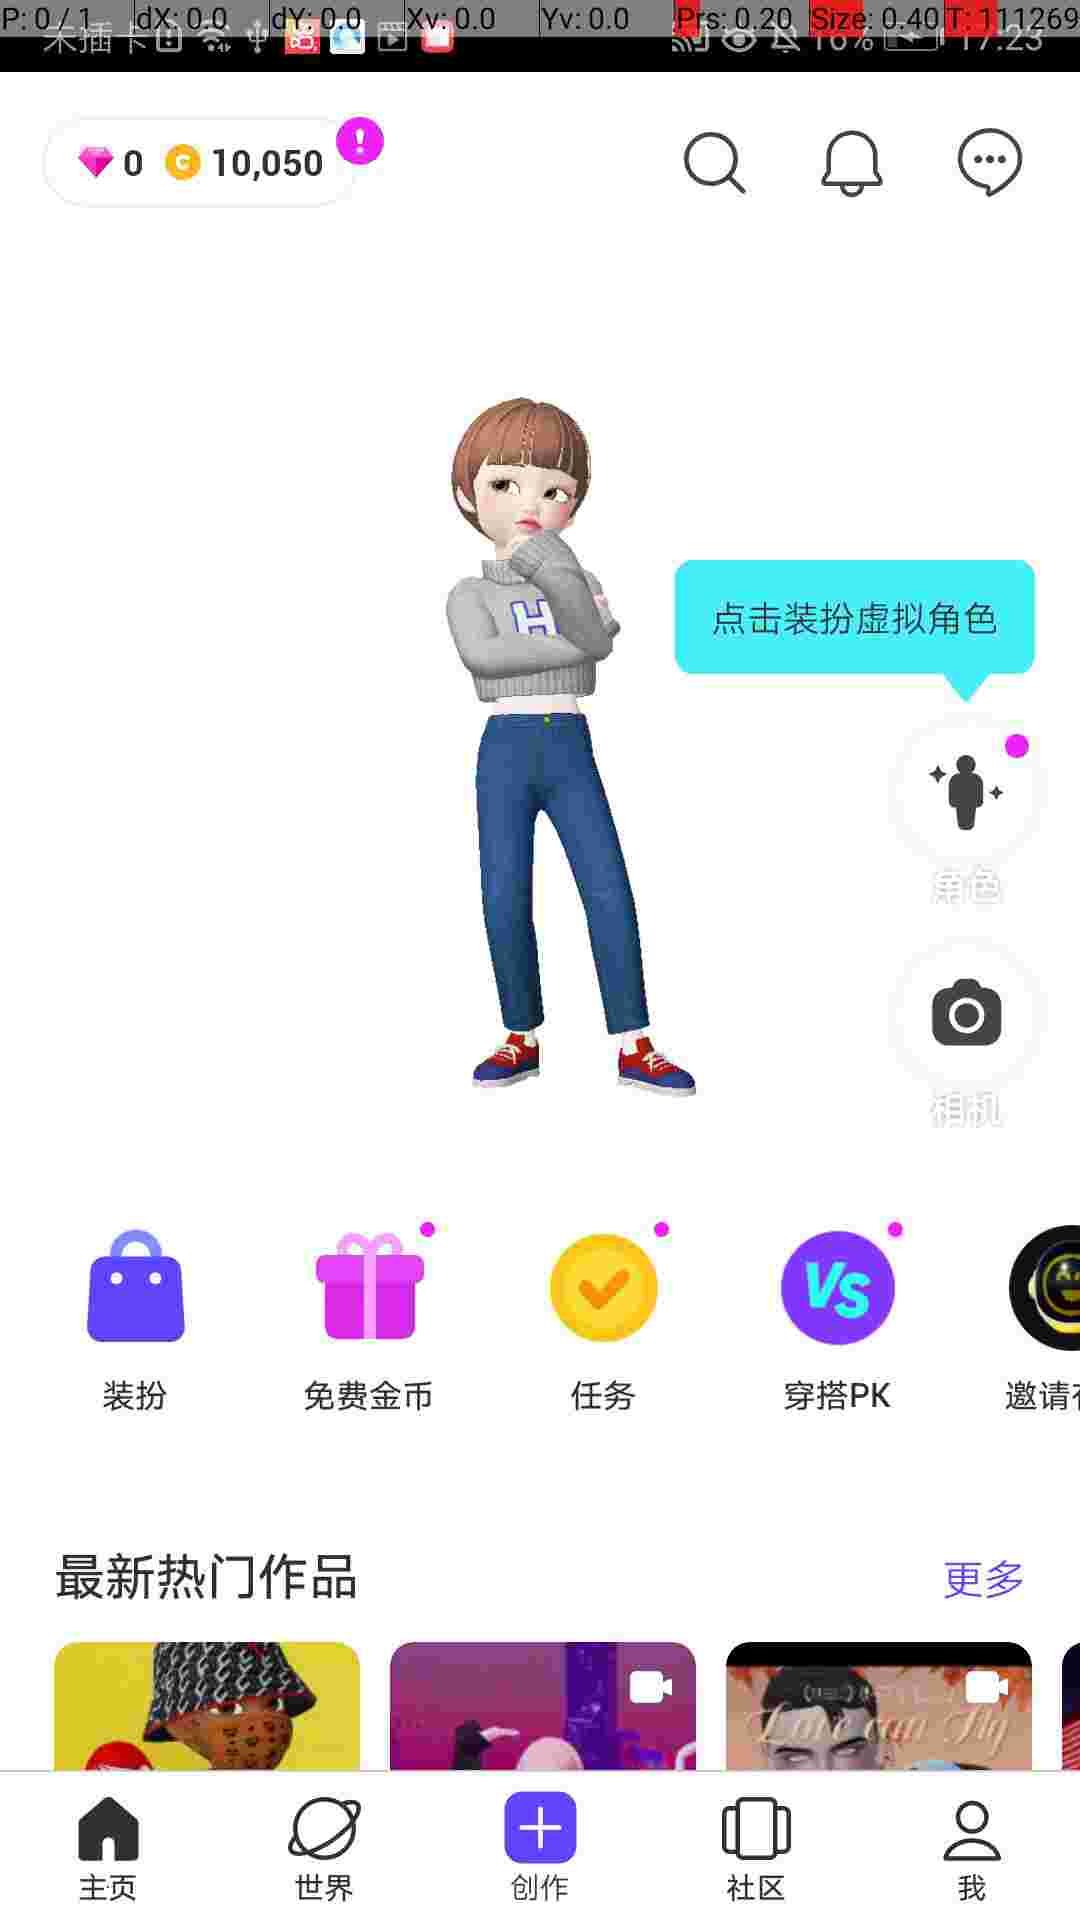 P: 0 / 1 dX: 0.0 dY: 0.0 Xv: 0.0 Yv: 0.0 Prs: 0.20 Size: 0.40 T: 111269
未插卡 16% 17:23
0 10,050
H
点击装扮虚拟角色
角色
相机
VS
装扮 免费金币 任务 穿搭PK 邀请
最新热门作品 更多
Love can Fly
主页 世界 创作 社区 我